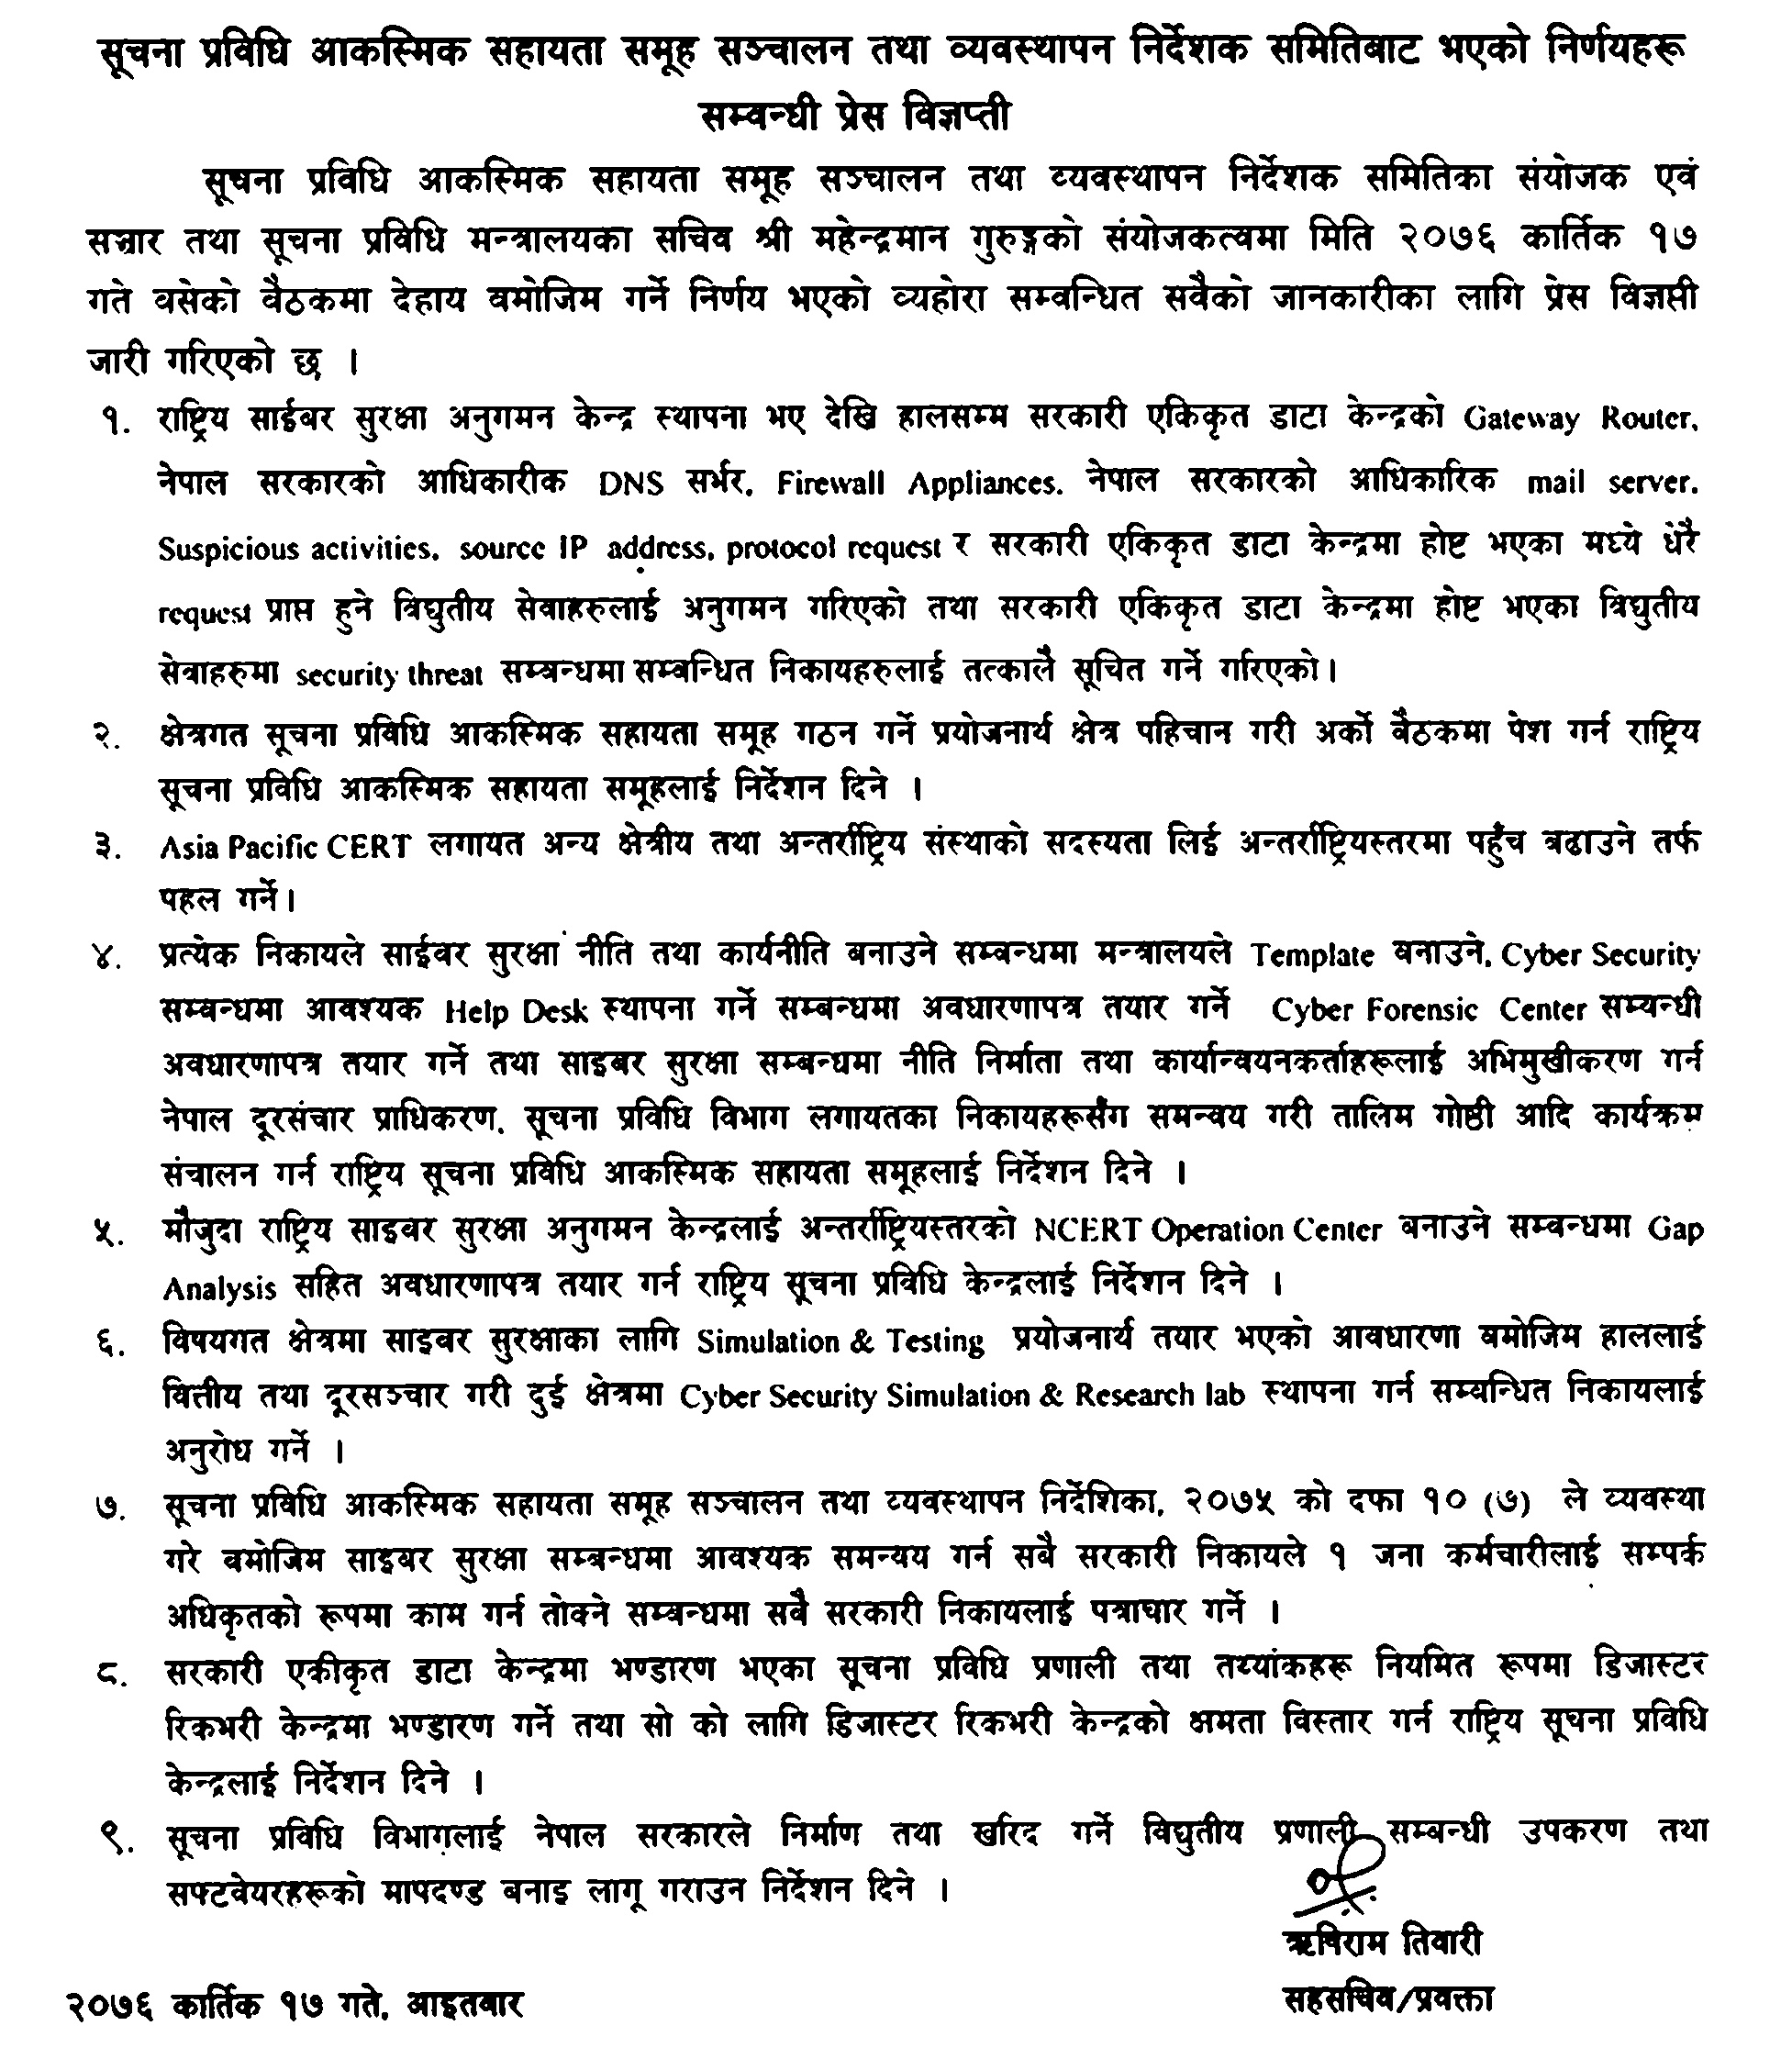 सूचना प्रविधि आकस्मिक सहायता समूह सञ्चालन तथा व्यवस्थापन निर्देशक समितिबाट भएको निर्णयहरू
सम्वन्धी प्रेस विज्ञप्ती
सूचना प्रविधि आकस्मिक सहायता समूह सञ्चालन तथा व्यवस्थापन निर्देशक समितिका संयोजक एवं
सञ्चार तथा सूचना प्रविधि मन्त्रालयका सचिव श्री महेन्द्रमान गुरुङ्गको संयोजकत्वमा मिति २०७६ कार्तिक १७
गते वसेको वैठकमा देहाय वमोजिम गर्ने निर्णय भएको व्यहोरा सम्वन्धित सवैको जानकारीका लागि प्रेस विज्ञप्ती
जारी गरिएको छ ।
१. राष्ट्रिय साईबर सुरक्षा अनुगमन केन्द्र स्थापना भए देखि हालसम्म सरकारी एकिकृत डाटा केन्द्रको Gateway Router,
नेपाल सरकारको आधिकारीक DNS सर्भर, Firewall Appliances, नेपाल सरकारको आधिकारिक mail server,
Suspicious activities, source IP address, protocol request र सरकारी एकिकृत डाटा केन्द्रमा होष्ट भएका मध्ये धेरै
request प्राप्त हुने विद्युतीय सेवाहरुलाई अनुगमन गरिएको तथा सरकारी एकिकृत डाटा केन्द्रमा होष्ट भएका विद्युतीय
सेवाहरुमा security threat सम्बन्धमा सम्बन्धित निकायहरुलाई तत्कालै सूचित गर्ने गरिएको।
२. क्षेत्रगत सूचना प्रविधि आकस्मिक सहायता समूह गठन गर्ने प्रयोजनार्थ क्षेत्र पहिचान गरी अर्को वैठकमा पेश गर्न राष्ट्रिय
सूचना प्रविधि आकस्मिक सहायता समूहलाई निर्देशन दिने ।
३. Asia Pacific CERT लगायत अन्य क्षेत्रीय तथा अन्तर्राष्ट्रिय संस्थाको सदस्यता लिई अन्तर्राष्ट्रियस्तरमा पहुँच बढाउने तर्फ
पहल गर्ने।
४. प्रत्येक निकायले साईवर सुरक्षा नीति तथा कार्यनीति बनाउने सम्बन्धमा मन्त्रालयले Template बनाउने, Cyber Security
सम्बन्धमा आवश्यक Help Desk स्थापना गर्ने सम्बन्धमा अवधारणापत्र तयार गर्ने Cyber Forensic Center सम्वन्धी
अवधारणापत्र तयार गर्ने तथा साइबर सुरक्षा सम्बन्धमा नीति निर्माता तथा कार्यान्वयनकर्ताहरूलाई अभिमुखीकरण गर्न
नेपाल दूरसंचार प्राधिकरण, सूचना प्रविधि विभाग लगायतका निकायहरूसँग समन्वय गरी तालिम गोष्ठी आदि कार्यक्रम
संचालन गर्न राष्ट्रिय सूचना प्रविधि आकस्मिक सहायता समूहलाई निर्देशन दिने ।
५. मौजुदा राष्ट्रिय साइवर सुरक्षा अनुगमन केन्द्रलाई अन्तर्राष्ट्रियस्तरको NCERT Operation Center बनाउने सम्वन्धमा Gap
Analysis सहित अवधारणापत्र तयार गर्न राष्ट्रिय सूचना प्रविधि केन्द्रलाई निर्देशन दिने ।
६. विषयगत क्षेत्रमा साइबर सुरक्षाका लागि Simulation & Testing प्रयोजनार्थ तयार भएको आवधारणा वमोजिम हाललाई
वित्तीय तथा दूरसञ्चार गरी दुई क्षेत्रमा Cyber Security Simulation & Research lab स्थापना गर्न सम्वन्धित निकायलाई
अनुरोध गर्ने ।
७. सूचना प्रविधि आकस्मिक सहायता समूह सञ्चालन तथा व्यवस्थापन निर्देशिका, २०७५ को दफा १० (७) ले व्यवस्था
गरे वमोजिम साइबर सुरक्षा सम्बन्धमा आवश्यक समन्वय गर्न सबै सरकारी निकायले १ जना कर्मचारीलाई सम्पर्क
अधिकृतको रूपमा काम गर्न तोक्ने सम्बन्धमा सबै सरकारी निकायलाई पत्राचार गर्ने ।
८. सरकारी एकीकृत डाटा केन्द्रमा भण्डारण भएका सूचना प्रविधि प्रणाली तथा तथ्यांकहरू नियमित रूपमा डिजास्टर
रिकभरी केन्द्रमा भण्डारण गर्ने तथा सो को लागि डिजास्टर रिकभरी केन्द्रको क्षमता विस्तार गर्न राष्ट्रिय सूचना प्रविधि
केन्द्रलाई निर्देशन दिने ।
९. सूचना प्रविधि विभागलाई नेपाल सरकारले निर्माण तथा खरिद गर्ने विद्युतीय प्रणाली सम्बन्धी उपकरण तथा
सफ्टवेयरहरूको मापदण्ड बनाइ लागू गराउन निर्देशन दिने ।
ऋषिराम तिवारी
सहसचिव/प्रवक्ता
२०७६ कार्तिक १७ गते, आइतबार